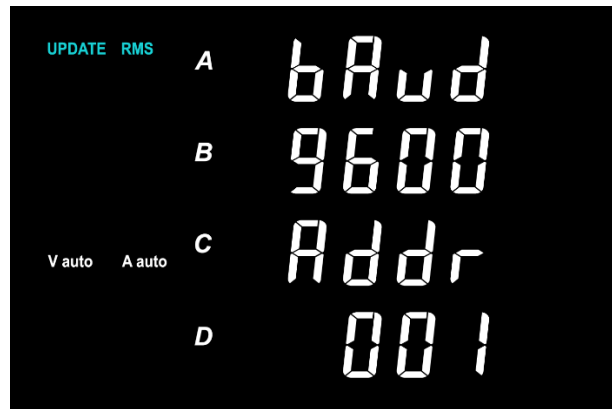 UPDATE RMS
A bAud
B 9600
C Addr
V auto A auto
D 001